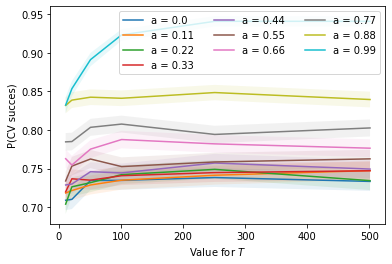 0.95
0.90
0.85
0.80
0.75
0.70
P(CV succes)
a = 0.0
a = 0.11
a = 0.22
a = 0.33
a = 0.44
a = 0.55
a = 0.66
a = 0.77
a = 0.88
a = 0.99
0 100 200 300 400 500
Value for T